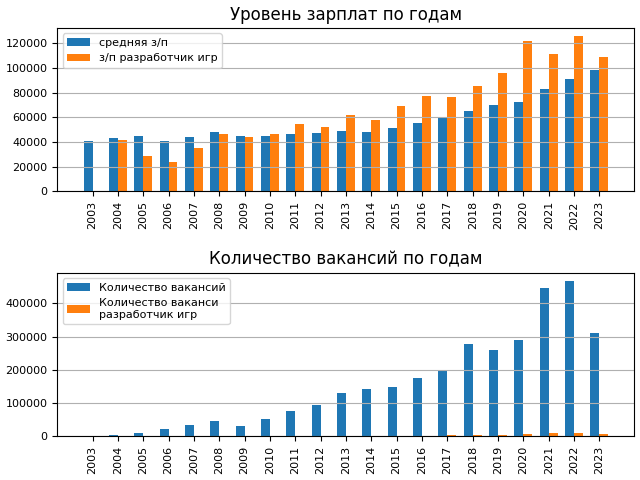 Уровень зарплат по годам
средняя з/п
з/п разработчик игр
120000
100000
80000
60000
40000
20000
0
2003 2004 2005 2006 2007 2008 2009 2010 2011 2012 2013 2014 2015 2016 2017 2018 2019 2020 2021 2022 2023
Количество вакансий по годам
Количество вакансий
Количество ваканси
разработчик игр
400000
300000
200000
100000
0
2003 2004 2005 2006 2007 2008 2009 2010 2011 2012 2013 2014 2015 2016 2017 2018 2019 2020 2021 2022 2023